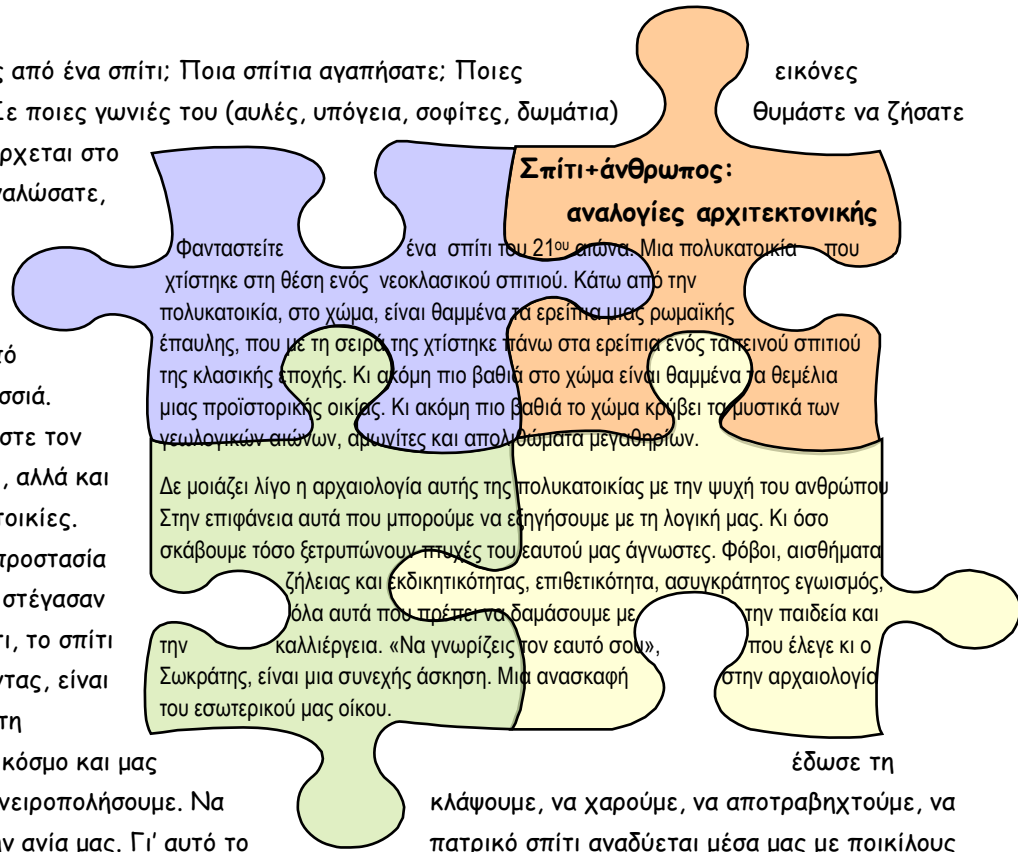 από ένα σπίτι; Ποια σπίτια αγαπήσατε; Ποιες εικόνες
Σε ποιες γωνιές του (αυλές, υπόγεια, σοφίτες, δωμάτια) θυμάστε να ζήσατε
στο
Σπίτι+άνθρωπος:
αναλογίες αρχιτεκτονικής
Φανταστείτε ένα σπίτι του 21ου αιώνα. Μια πολυκατοικία που
χτίστηκε στη θέση ενός νεοκλασικού σπιτιού. Κάτω από την
πολυκατοικία, στο χώμα, είναι θαμμένα τα ερείπια μιας ρωμαϊκής
έπαυλης, που με τη σειρά της χτίστηκε πάνω στα ερείπια ενός ταπεινού σπιτιού
της κλασικής εποχής. Κι ακόμη πιο βαθιά στο χώμα είναι θαμμένα τα θεμέλια
μιας προϊστορικής οικίας. Κι ακόμη πιο βαθιά το χώμα κρύβει τα μυστικά των
γεωλογικών αιώνων, αμωνίτες και απολιθώματα μεγαθηρίων.
Δε μοιάζει λίγο η αρχαιολογία αυτής της πολυκατοικίας με την ψυχή του ανθρώπου
Στην επιφάνεια αυτά που μπορούμε να εξηγήσουμε με τη λογική μας. Κι όσο
σκάβουμε τόσο ξετρυπώνουν πτυχές του εαυτού μας άγνωστες. Φόβοι, αισθήματα
ζήλειας και εκδικητικότητας, επιθετικότητα, ασυγκράτητος εγωισμός,
όλα αυτά που πρέπει να δαμάσουμε με την παιδεία και
την καλλιέργεια. «Να γνωρίζεις τον εαυτό σου», που έλεγε κι ο
Σωκράτης, είναι μια συνεχής άσκηση. Μια ανασκαφή στην αρχαιολογία
του εσωτερικού μας οίκου.
τον
, αλλά και
προστασία
στέγασαν
το σπίτι
είναι
τη
κόσμο και μας έδωσε τη
Να κλάψουμε, να χαρούμε, να αποτραβηχτούμε, να
ανία μας. Γι' αυτό το πατρικό σπίτι αναδύεται μέσα μας με ποικίλους